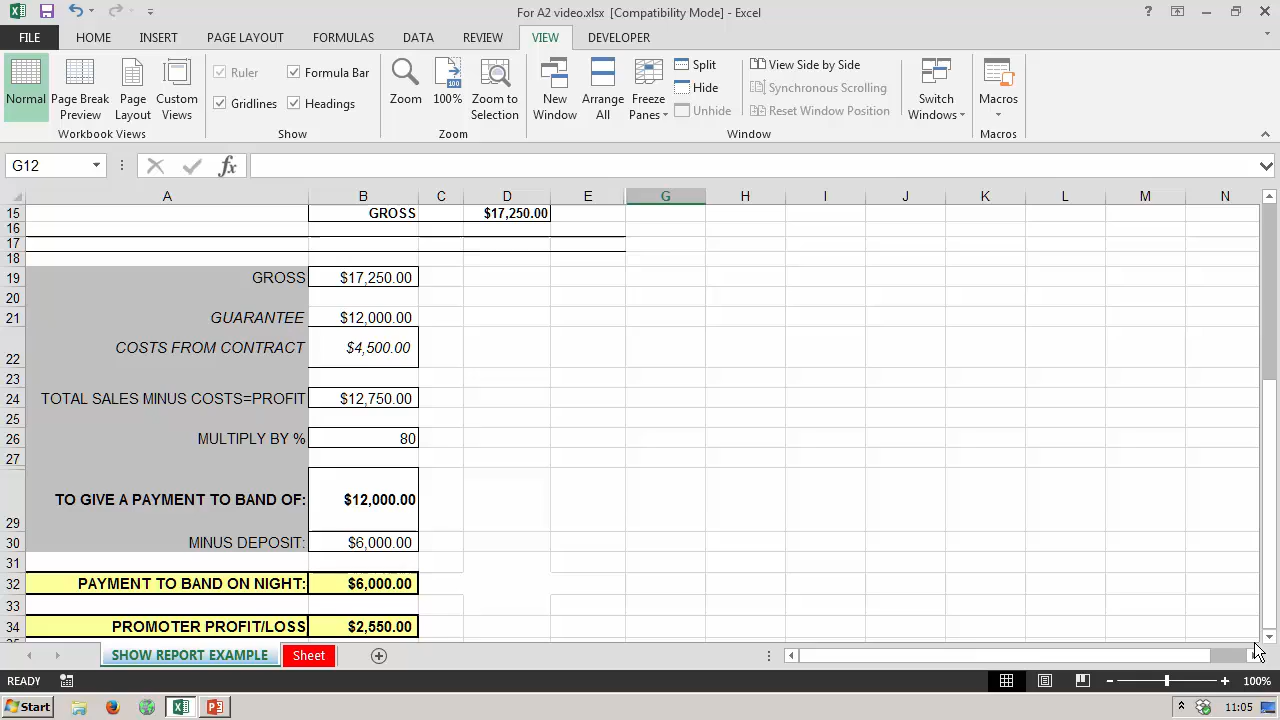 For A2 video.xlsx [Compatibility Mode] - Excel
FILE HOME INSERT PAGE LAYOUT FORMULAS DATA REVIEW VIEW DEVELOPER
Normal
Page Break Preview
Page Layout
Custom Views
Workbook Views
Ruler
Formula Bar
Gridlines
Headings
Show
Zoom
100%
Zoom to Selection
Zoom
New Window
Arrange All
Freeze Panes
Split
Hide
Unhide
View Side by Side
Synchronous Scrolling
Reset Window Position
Window
Switch Windows
Macros
Macros
G12
fx
A B C D E G H I J K L M N
15 GROSS $17,250.00
16
17
18
19 GROSS $17,250.00
20
21 GUARANTEE $12,000.00
22 COSTS FROM CONTRACT $4,500.00
23
24 TOTAL SALES MINUS COSTS=PROFIT $12,750.00
25
26 MULTIPLY BY % 80
27
29 TO GIVE A PAYMENT TO BAND OF: $12,000.00
30 MINUS DEPOSIT: $6,000.00
31
32 PAYMENT TO BAND ON NIGHT: $6,000.00
33
34 PROMOTER PROFIT/LOSS $2,550.00
SHOW REPORT EXAMPLE Sheet
READY 100%
Start 11:05